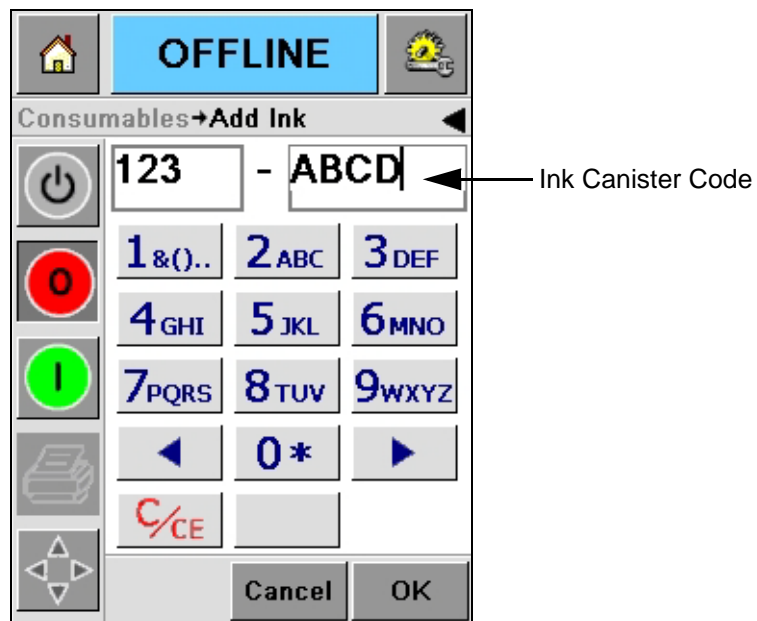 OFFLINE
Consumables→Add Ink
123 - ABCD
Ink Canister Code
1&().. 2ABC 3DEF
4GHI 5JKL 6MNO
7PQRS 8TUV 9WXYZ
0*
C/CE
Cancel OK
O
I